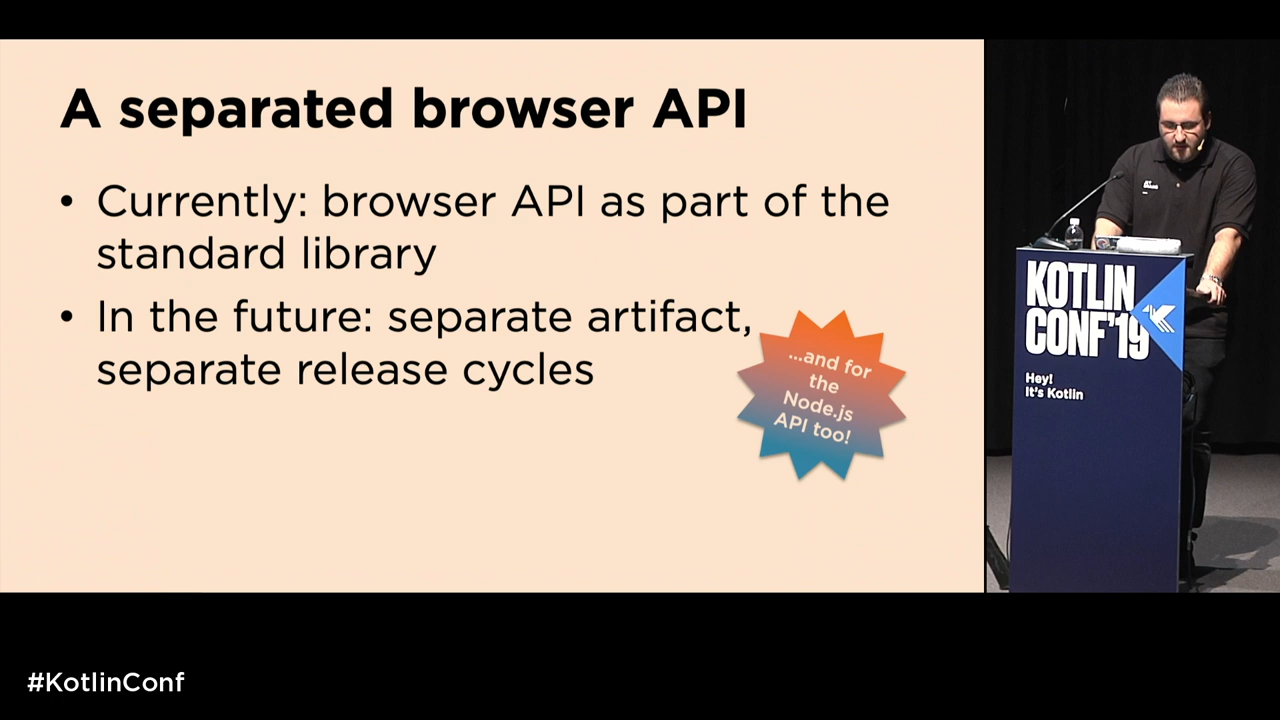 A separated browser API
• Currently: browser API as part of the
standard library
• In the future: separate artifact,
separate release cycles
...and for
the
Node.js
API too!
KOTLIN
CONF'19
Hey!
It's Kotlin
#KotlinConf